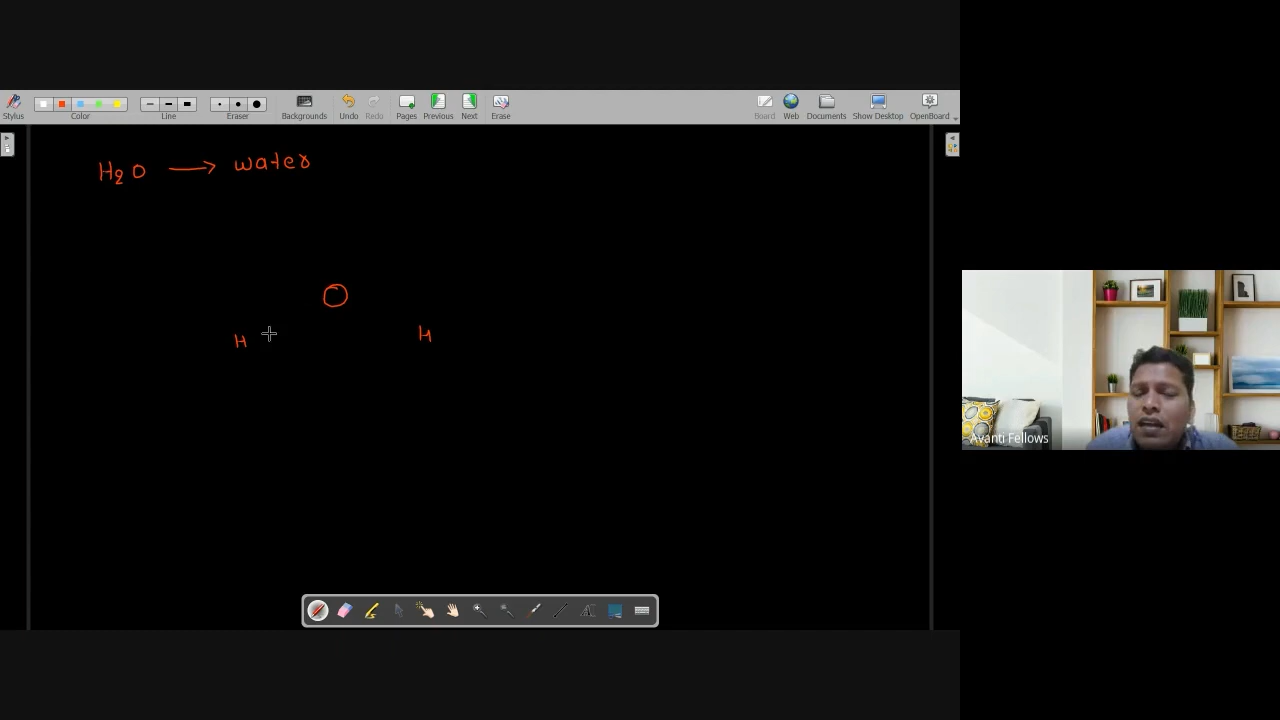 Stylus Color Line Eraser Backgrounds Undo Redo Pages Previous Next Erase Board Web Documents Show Desktop OpenBoard
H2O → water
O
H H
Avanti Fellows